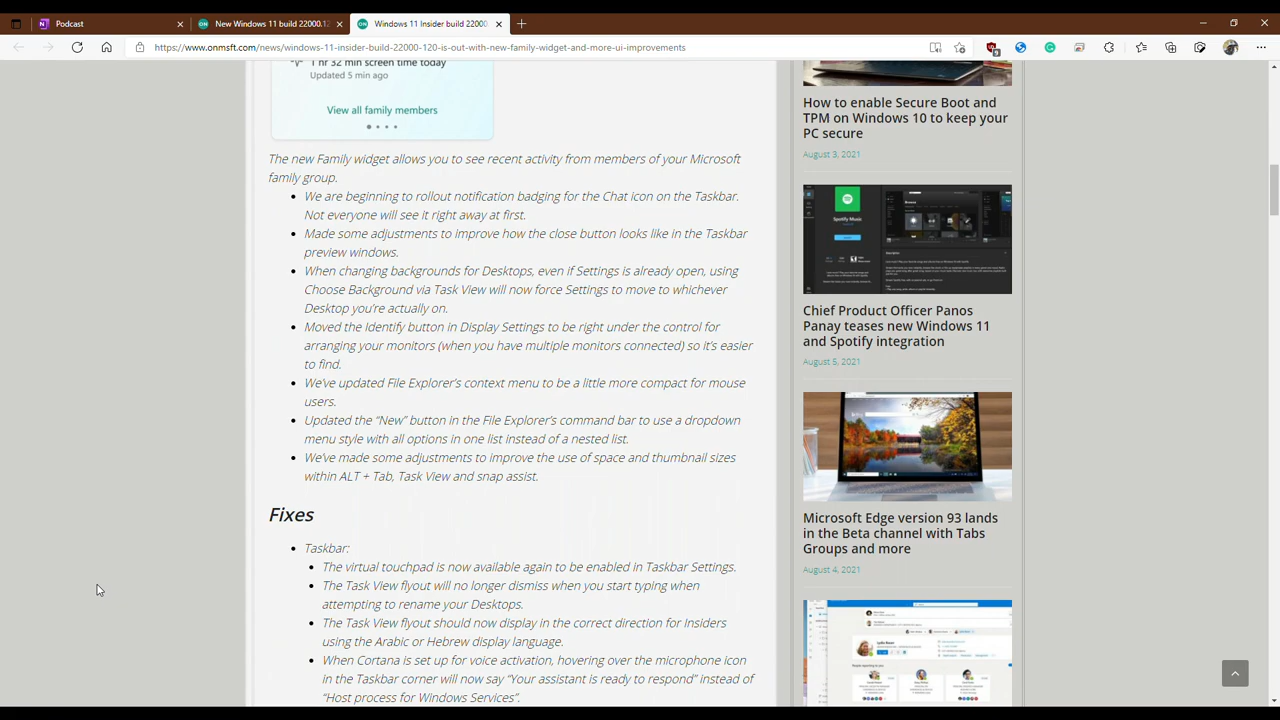 Podcast
New Windows 11 build 22000.12
Windows 11 Insider build 22000
https://www.onmsft.com/news/windows-11-insider-build-22000-120-is-out-with-new-family-widget-and-more-ui-improvements
1 hr 32 min screen time today
Updated 5 min ago
View all family members
The new Family widget allows you to see recent activity from members of your Microsoft
family group.
• We are beginning to rollout notification badging for the Chat icon on the Taskbar.
Not everyone will see it right away at first.
• Made some adjustments to improve how the close button looks like in the Taskbar
preview windows.
• When changing backgrounds for Desktops, even if Settings is already open using
Choose Background via Task View will now force Settings to move to whichever
Desktop you're actually on.
• Moved the Identify button in Display Settings to be right under the control for
arranging your monitors (when you have multiple monitors connected) so it's easier
to find.
• We've updated File Explorer's context menu to be a little more compact for mouse
users.
• Updated the "New" button in the File Explorer's command bar to use a dropdown
menu style with all options in one list instead of a nested list.
• We've made some adjustments to improve the use of space and thumbnail sizes
within ALT + Tab, Task View and snap assist.
Fixes
• Taskbar:
• The virtual touchpad is now available again to be enabled in Taskbar Settings.
• The Task View flyout will no longer dismiss when you start typing when
attempting to rename your Desktops.
• The Task View flyout should now display in the correct direction for Insiders
using the Arabic or Hebrew display languages.
• When Cortana is set up to use voice, hovering over the microphone icon
in the Taskbar corner will now say "Your assistant is ready to respond" instead of
"Host process for Windows Services".
How to enable Secure Boot and
TPM on Windows 10 to keep your
PC secure
August 3, 2021
Spotify Music
Chief Product Officer Panos
Panay teases new Windows 11
and Spotify integration
August 5, 2021
Microsoft Edge version 93 lands
in the Beta channel with Tabs
Groups and more
August 4, 2021